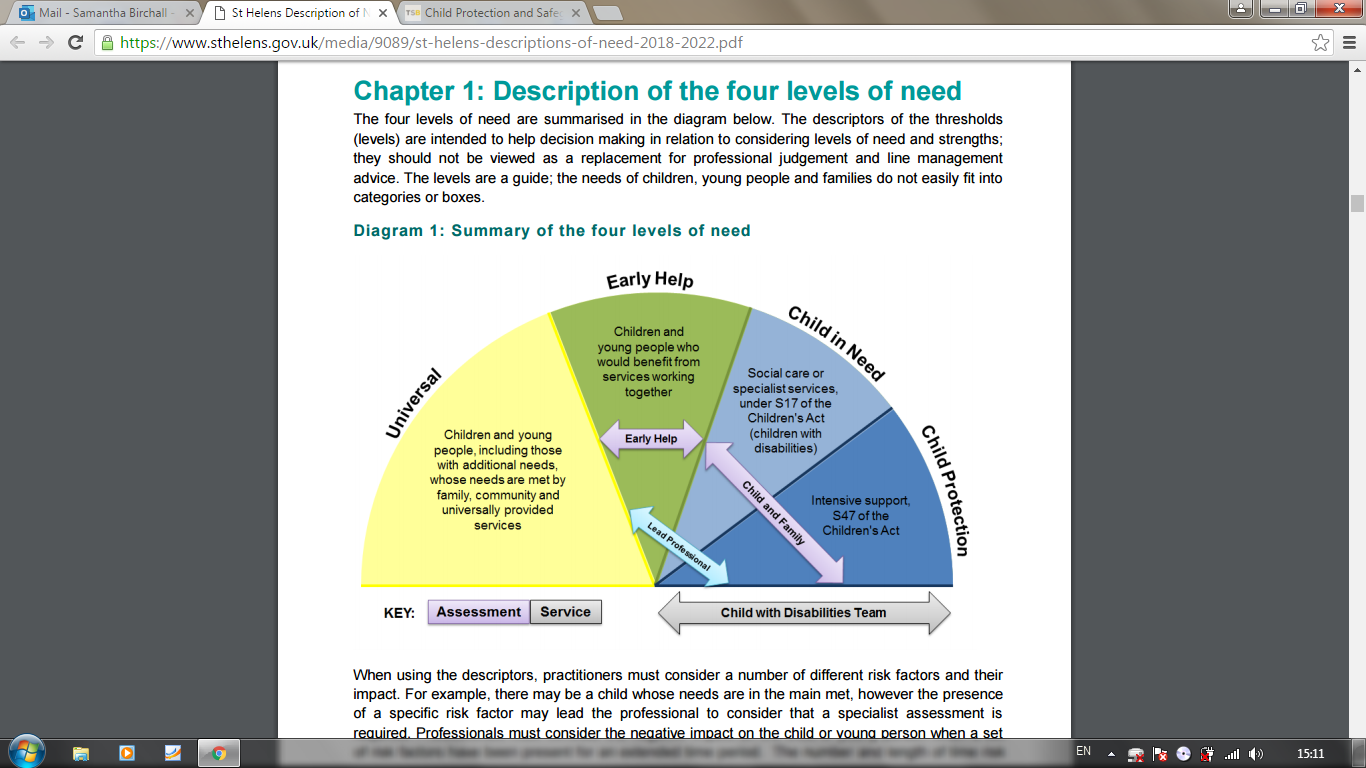 Mail - Samantha Birchall -
St Helens Description of N
Child Protection and Safeg
https://www.sthelens.gov.uk/media/9089/st-helens-descriptions-of-need-2018-2022.pdf
Chapter 1: Description of the four levels of need
The four levels of need are summarised in the diagram below. The descriptors of the thresholds
(levels) are intended to help decision making in relation to considering levels of need and strengths;
they should not be viewed as a replacement for professional judgement and line management
advice. The levels are a guide; the needs of children, young people and families do not easily fit into
categories or boxes.
Diagram 1: Summary of the four levels of need
Universal
Children and young
people, including those
with additional needs,
whose needs are met by
family, community and
universally provided
services
Early Help
Children and
young people who
would benefit from
services working
together
Early Help
Child in Need
Social care or
specialist services,
under S17 of the
Children's Act
(children with
disabilities)
Child Protection
Intensive support,
S47 of the
Children's Act
Lead Professional
Child and Family
KEY:
Assessment
Service
Child with Disabilities Team
When using the descriptors, practitioners must consider a number of different risk factors and their
impact. For example, there may be a child whose needs are in the main met, however the presence
of a specific risk factor may lead the professional to consider that a specialist assessment is
required. Professionals must consider the negative impact on the child or young person when a set
EN
15:11